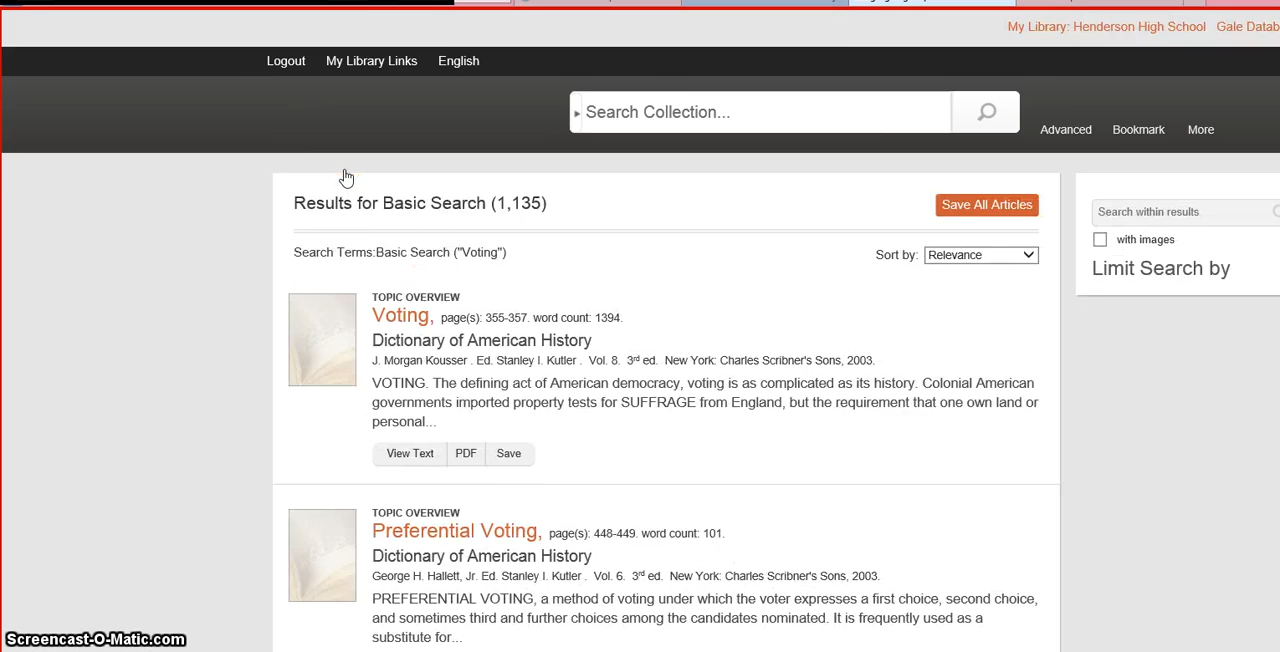 My Library: Henderson High School Gale Datab
Logout My Library Links English
Search Collection...
Advanced Bookmark More
Results for Basic Search (1,135)
Save All Articles
Search within results
with images
Limit Search by
Search Terms:Basic Search ("Voting")
Sort by: Relevance
TOPIC OVERVIEW
Voting, page(s): 355-357. word count: 1394.
Dictionary of American History
J. Morgan Kousser . Ed. Stanley I. Kutler . Vol. 8. 3rd ed. New York: Charles Scribner's Sons, 2003.
VOTING. The defining act of American democracy, voting is as complicated as its history. Colonial American
governments imported property tests for SUFFRAGE from England, but the requirement that one own land or
personal...
View Text PDF Save
TOPIC OVERVIEW
Preferential Voting, page(s): 448-449. word count: 101.
Dictionary of American History
George H. Hallett, Jr. Ed. Stanley I. Kutler . Vol. 6. 3rd ed. New York: Charles Scribner's Sons, 2003.
PREFERENTIAL VOTING, a method of voting under which the voter expresses a first choice, second choice,
and sometimes third and further choices among the candidates nominated. It is frequently used as a
substitute for...
Screencast-O-Matic.com